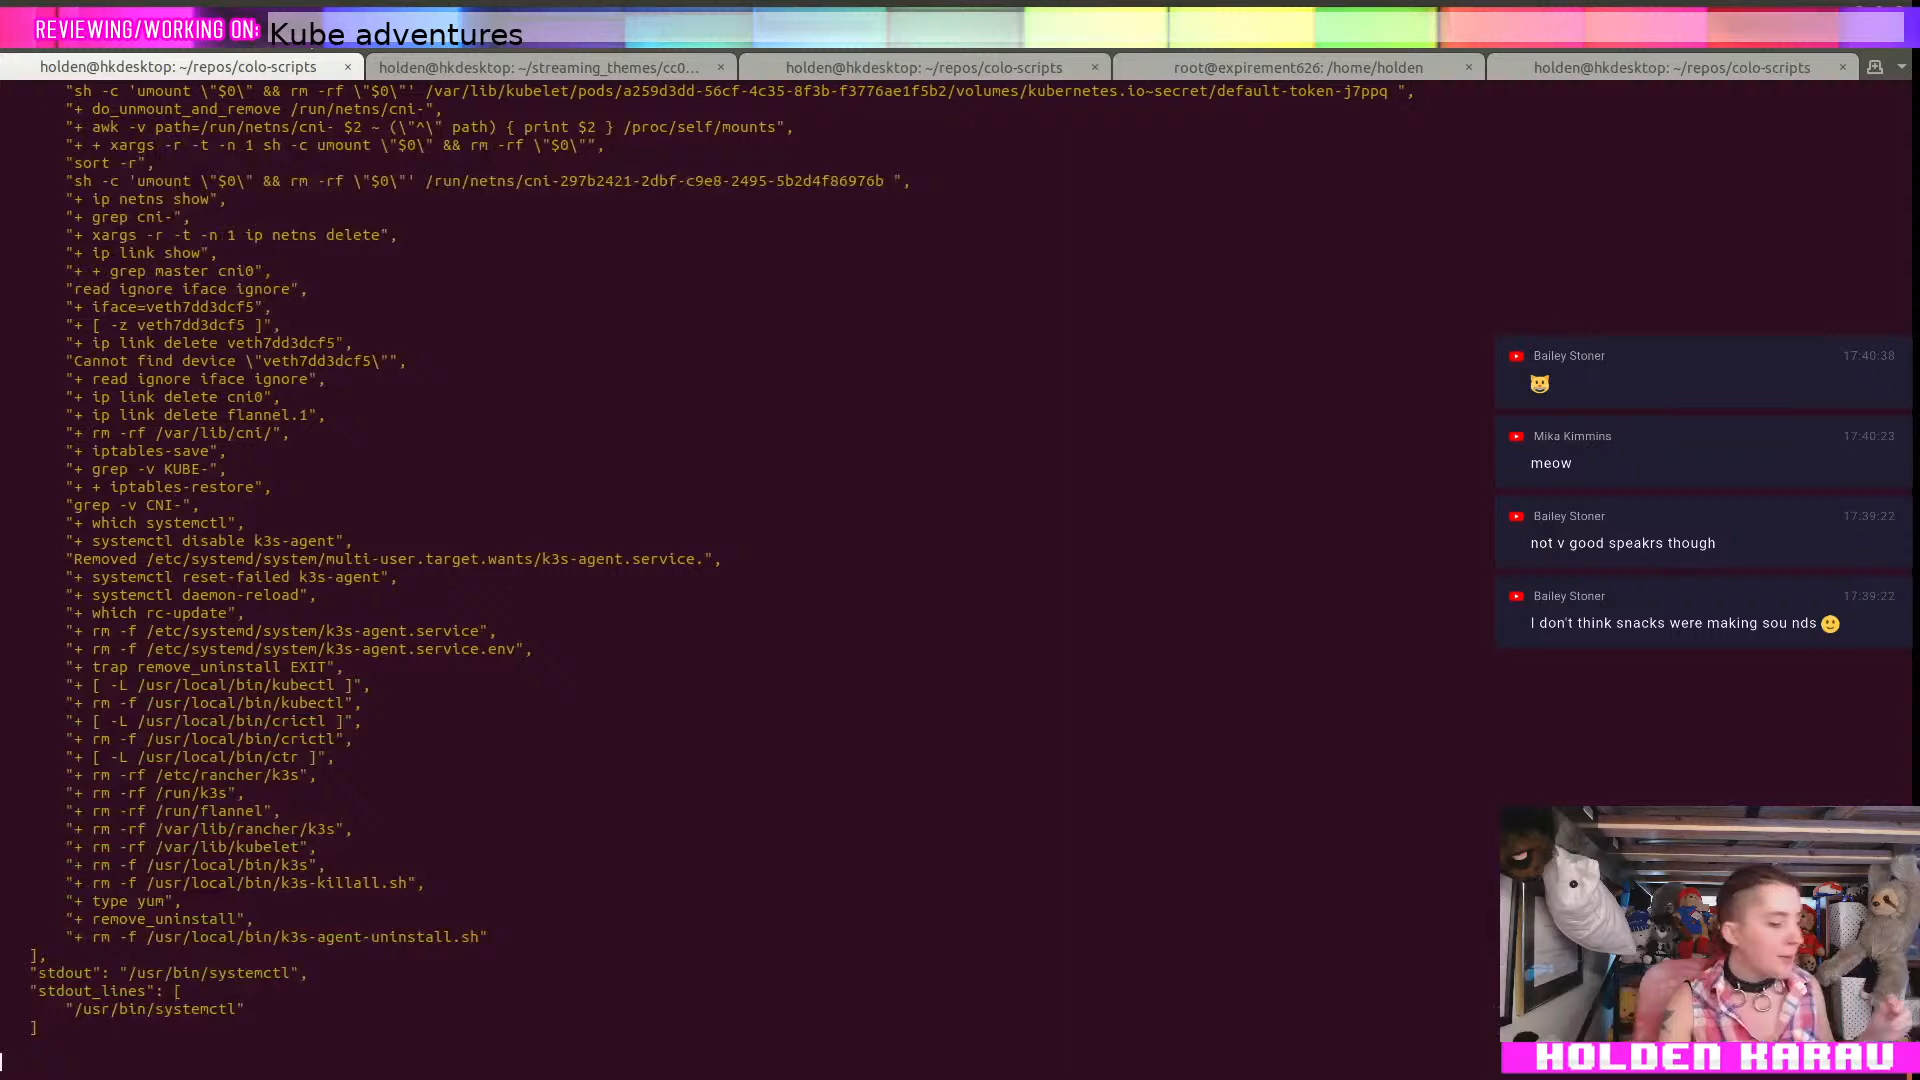 REVIEWING/WORKING ON: Kube adventures
holden@hkdesktop: ~/repos/colo-scripts × holden@hkdesktop: ~/streaming_themes/cc0... × holden@hkdesktop: ~/repos/colo-scripts × root@expirement626: /home/holden × holden@hkdesktop: ~/repos/colo-scripts ×
"sh -c 'umount \"$0\" && rm -rf \"$0\"' /var/lib/kubelet/pods/a259d3dd-56cf-4c35-8f3b-f3776ae1f5b2/volumes/kubernetes.io~secret/default-token-j7ppq ",
"+ do_unmount_and_remove /run/netns/cni-",
"+ awk -v path=/run/netns/cni- $2 ~ (\"^\" path) { print $2 } /proc/self/mounts",
"+ + xargs -r -t -n 1 sh -c umount \"$0\" && rm -rf \"$0\"",
"sort -r",
"sh -c 'umount \"$0\" && rm -rf \"$0\"' /run/netns/cni-297b2421-2dbf-c9e8-2495-5b2d4f86976b ",
"+ ip netns show",
"+ grep cni-",
"+ xargs -r -t -n 1 ip netns delete",
"+ ip link show",
"+ + grep master cni0",
"read ignore iface ignore",
"+ iface=veth7dd3dcf5",
"+ [ -z veth7dd3dcf5 ]",
"+ ip link delete veth7dd3dcf5",
"Cannot find device \"veth7dd3dcf5\"",
"+ read ignore iface ignore",
"+ ip link delete cni0",
"+ ip link delete flannel.1",
"+ rm -rf /var/lib/cni/",
"+ iptables-save",
"+ grep -v KUBE-",
"+ + iptables-restore",
"grep -v CNI-",
"+ which systemctl",
"+ systemctl disable k3s-agent",
"Removed /etc/systemd/system/multi-user.target.wants/k3s-agent.service.",
"+ systemctl reset-failed k3s-agent",
"+ systemctl daemon-reload",
"+ which rc-update",
"+ rm -f /etc/systemd/system/k3s-agent.service",
"+ rm -f /etc/systemd/system/k3s-agent.service.env",
"+ trap remove_uninstall EXIT",
"+ [ -L /usr/local/bin/kubectl ]",
"+ rm -f /usr/local/bin/kubectl",
"+ [ -L /usr/local/bin/crictl ]",
"+ rm -f /usr/local/bin/crictl",
"+ [ -L /usr/local/bin/ctr ]",
"+ rm -rf /etc/rancher/k3s",
"+ rm -rf /run/k3s",
"+ rm -rf /run/flannel",
"+ rm -rf /var/lib/rancher/k3s",
"+ rm -rf /var/lib/kubelet",
"+ rm -f /usr/local/bin/k3s",
"+ rm -f /usr/local/bin/k3s-killall.sh",
"+ type yum",
"+ remove_uninstall",
"+ rm -f /usr/local/bin/k3s-agent-uninstall.sh"
],
"stdout": "/usr/bin/systemctl",
"stdout_lines": [
"/usr/bin/systemctl"
]
Bailey Stoner 17:40:38
😺
Mika Kimmins 17:40:23
meow
Bailey Stoner 17:39:22
not v good speakrs though
Bailey Stoner 17:39:22
I don't think snacks were making sou nds 🙂
HOLDEN KARAU